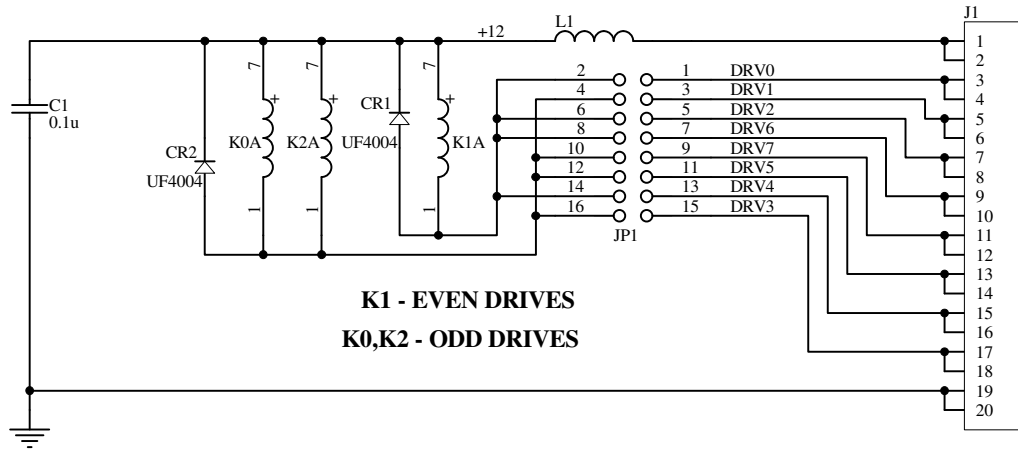 J1
L1
+12
1
2
3
4
5
6
7
8
9
10
11
12
13
14
15
16
17
18
19
20
2 1 DRV0
4 3 DRV1
6 5 DRV2
8 7 DRV6
10 9 DRV7
12 11 DRV5
14 13 DRV4
16 15 DRV3
JP1
C1
0.1u
CR2
UF4004
7
+
K0A
1
7
+
K2A
1
CR1
UF4004
7
+
K1A
1
K1 - EVEN DRIVES
K0,K2 - ODD DRIVES